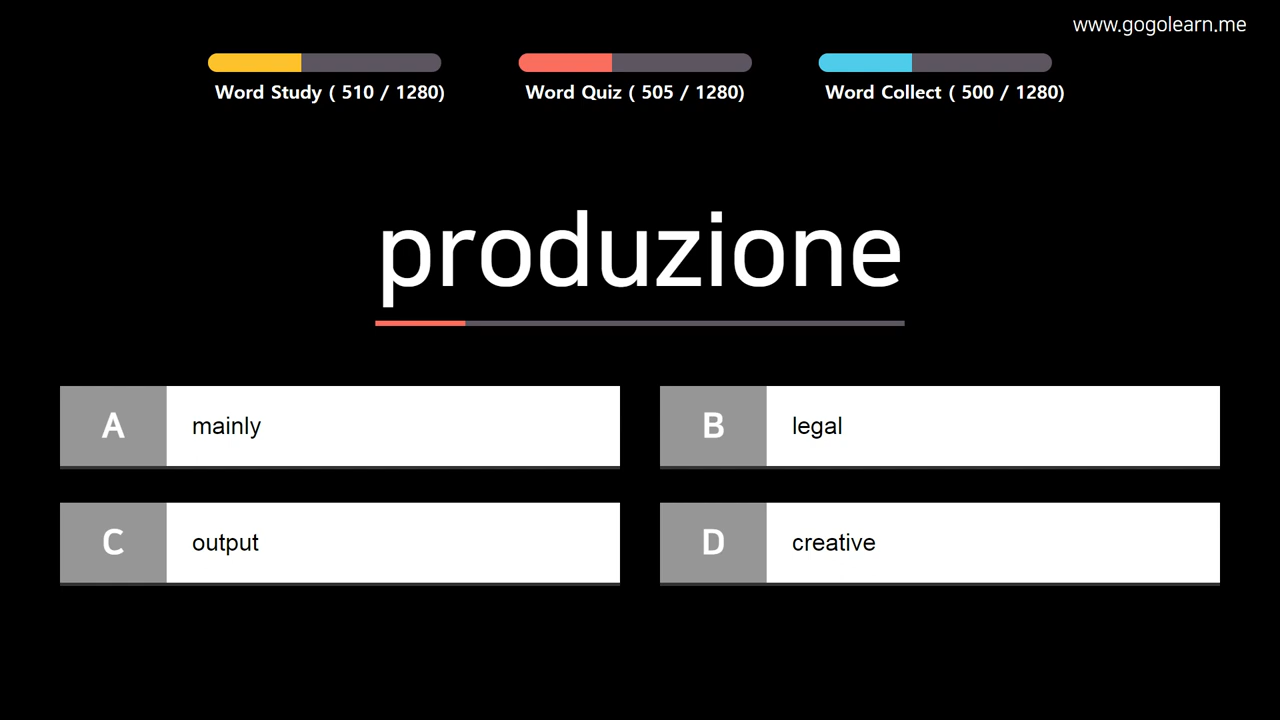 www.gogolearn.me
Word Study ( 510 / 1280)
Word Quiz ( 505 / 1280)
Word Collect ( 500 / 1280)
produzione
A mainly
B legal
C output
D creative